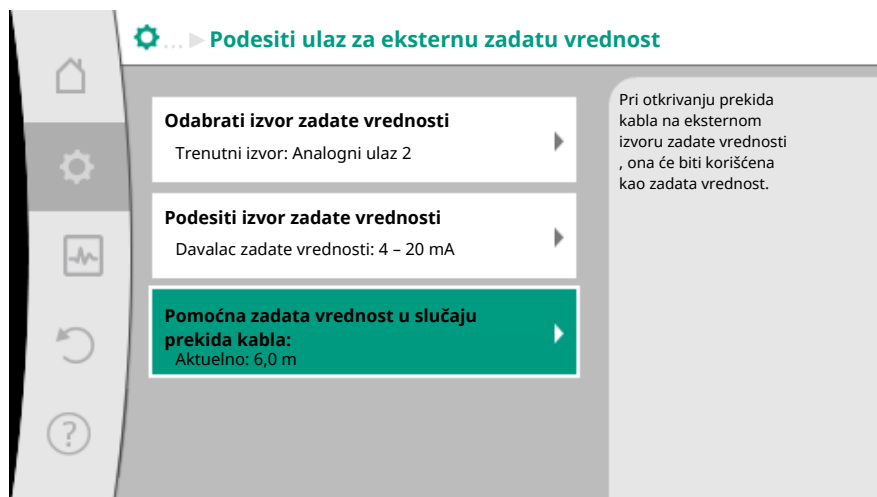 ... Podesiti ulaz za eksternu zadatu vrednost
Odabrati izvor zadate vrednosti
Trenutni izvor: Analogni ulaz 2
Podesiti izvor zadate vrednosti
Davalac zadate vrednosti: 4 – 20 mA
Pomoćna zadata vrednost u slučaju
prekida kabla:
Aktuelno: 6,0 m
Pri otkrivanju prekida
kabla na eksternom
izvoru zadate vrednosti
, ona će biti korišćena
kao zadata vrednost.
?